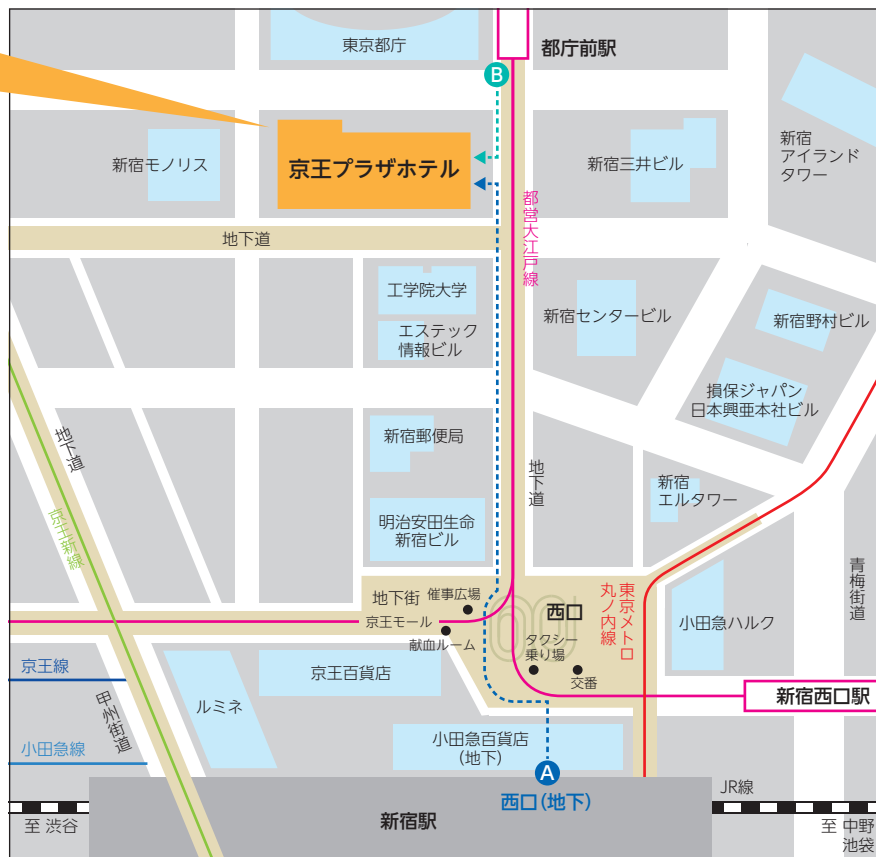 東京都庁
都庁前駅
B
新宿モノリス
京王プラザホテル
新宿三井ビル
新宿
アイランド
タワー
都営大江戸線
地下道
工学院大学
エステック
情報ビル
新宿センタービル
新宿野村ビル
損保ジャパン
日本興亜本社ビル
新宿郵便局
地下道
京王新線
地下道
新宿
エルタワー
明治安田生命
新宿ビル
青梅街道
地下街
催事広場
西口
東京メトロ
丸ノ内線
京王モール
献血ルーム
タクシー
乗り場
交番
小田急ハルク
京王線
京王百貨店
ルミネ
甲州街道
新宿西口駅
小田急線
小田急百貨店
(地下)
A
西口(地下)
JR線
新宿駅
至 渋谷
至 中野
池袋